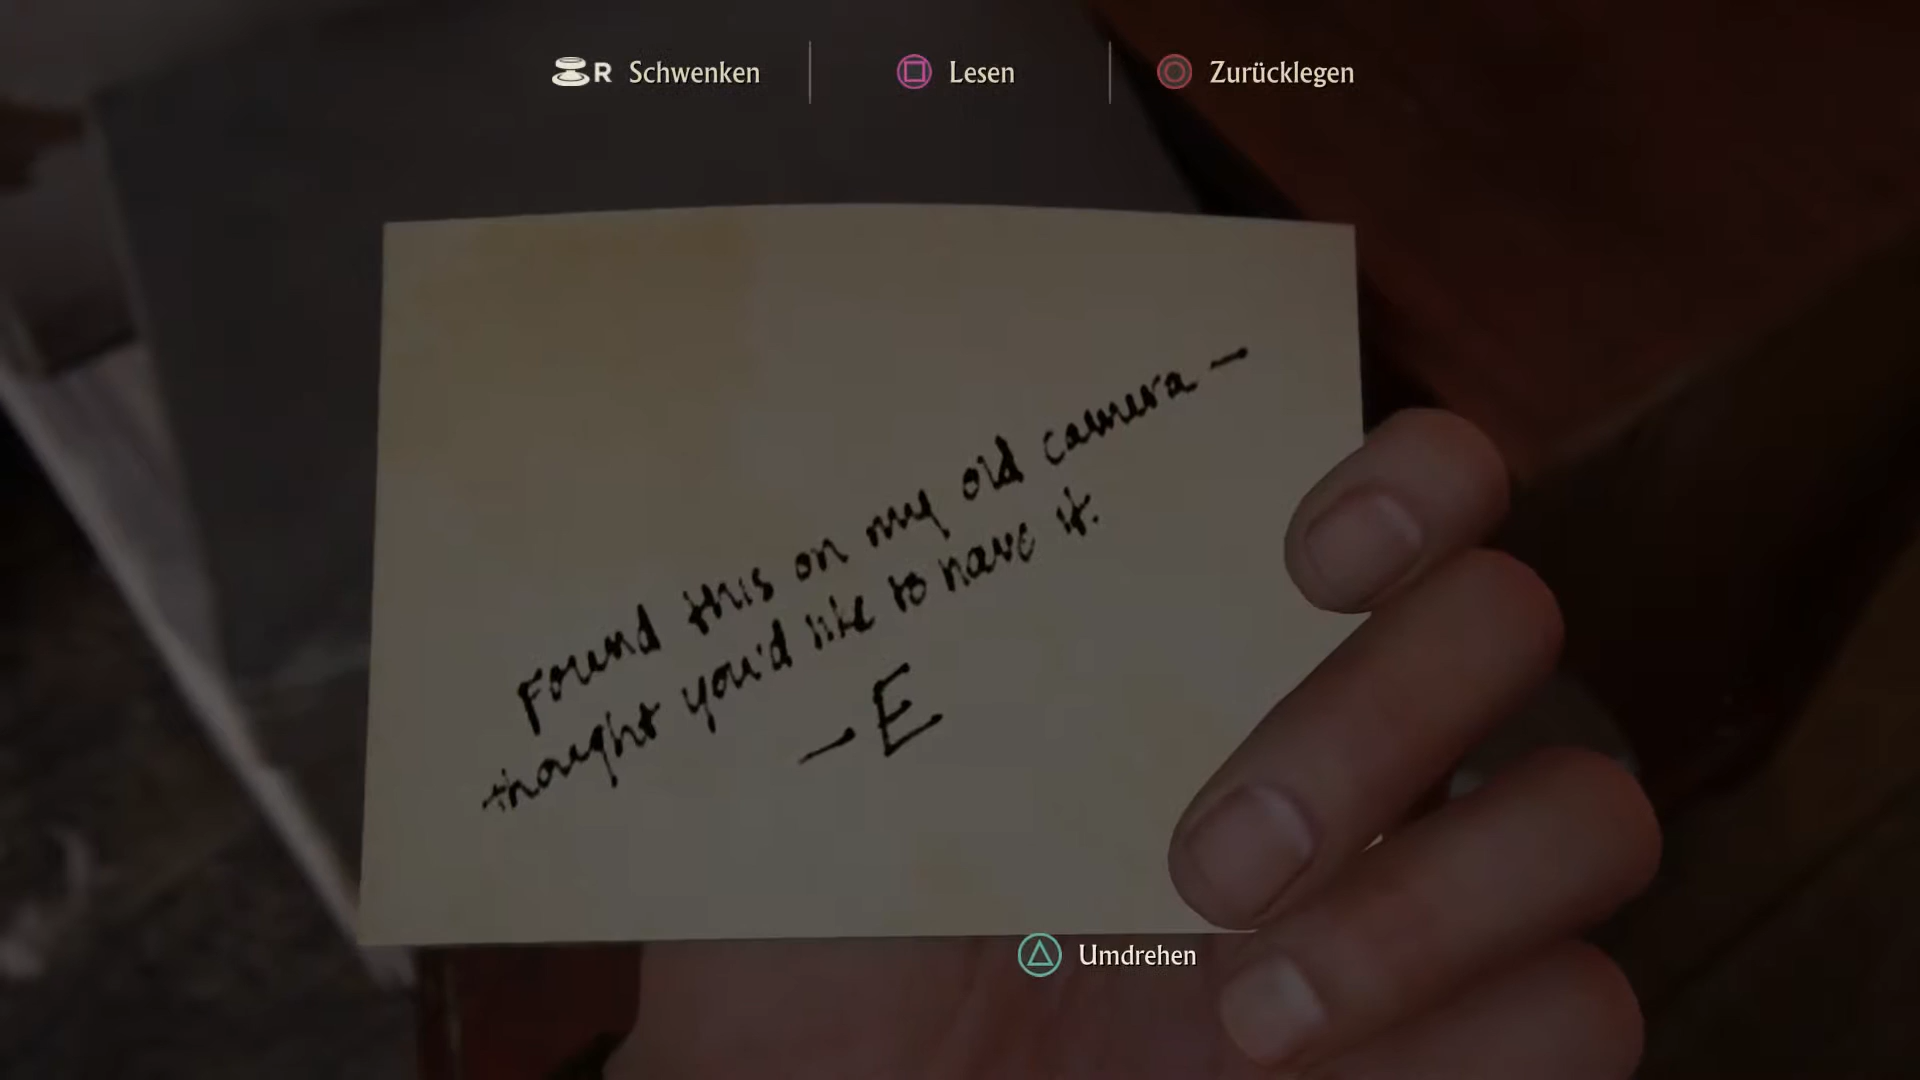 R Schwenken
Lesen
Zurücklegen
Found this on my old camera —
thought you'd like to have it.
— E
Umdrehen